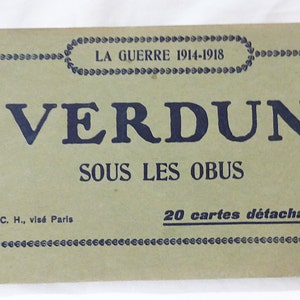 LA GUERRE 1914-1918
VERDUN
SOUS LES OBUS
C. H., visé Paris
20 cartes détacha